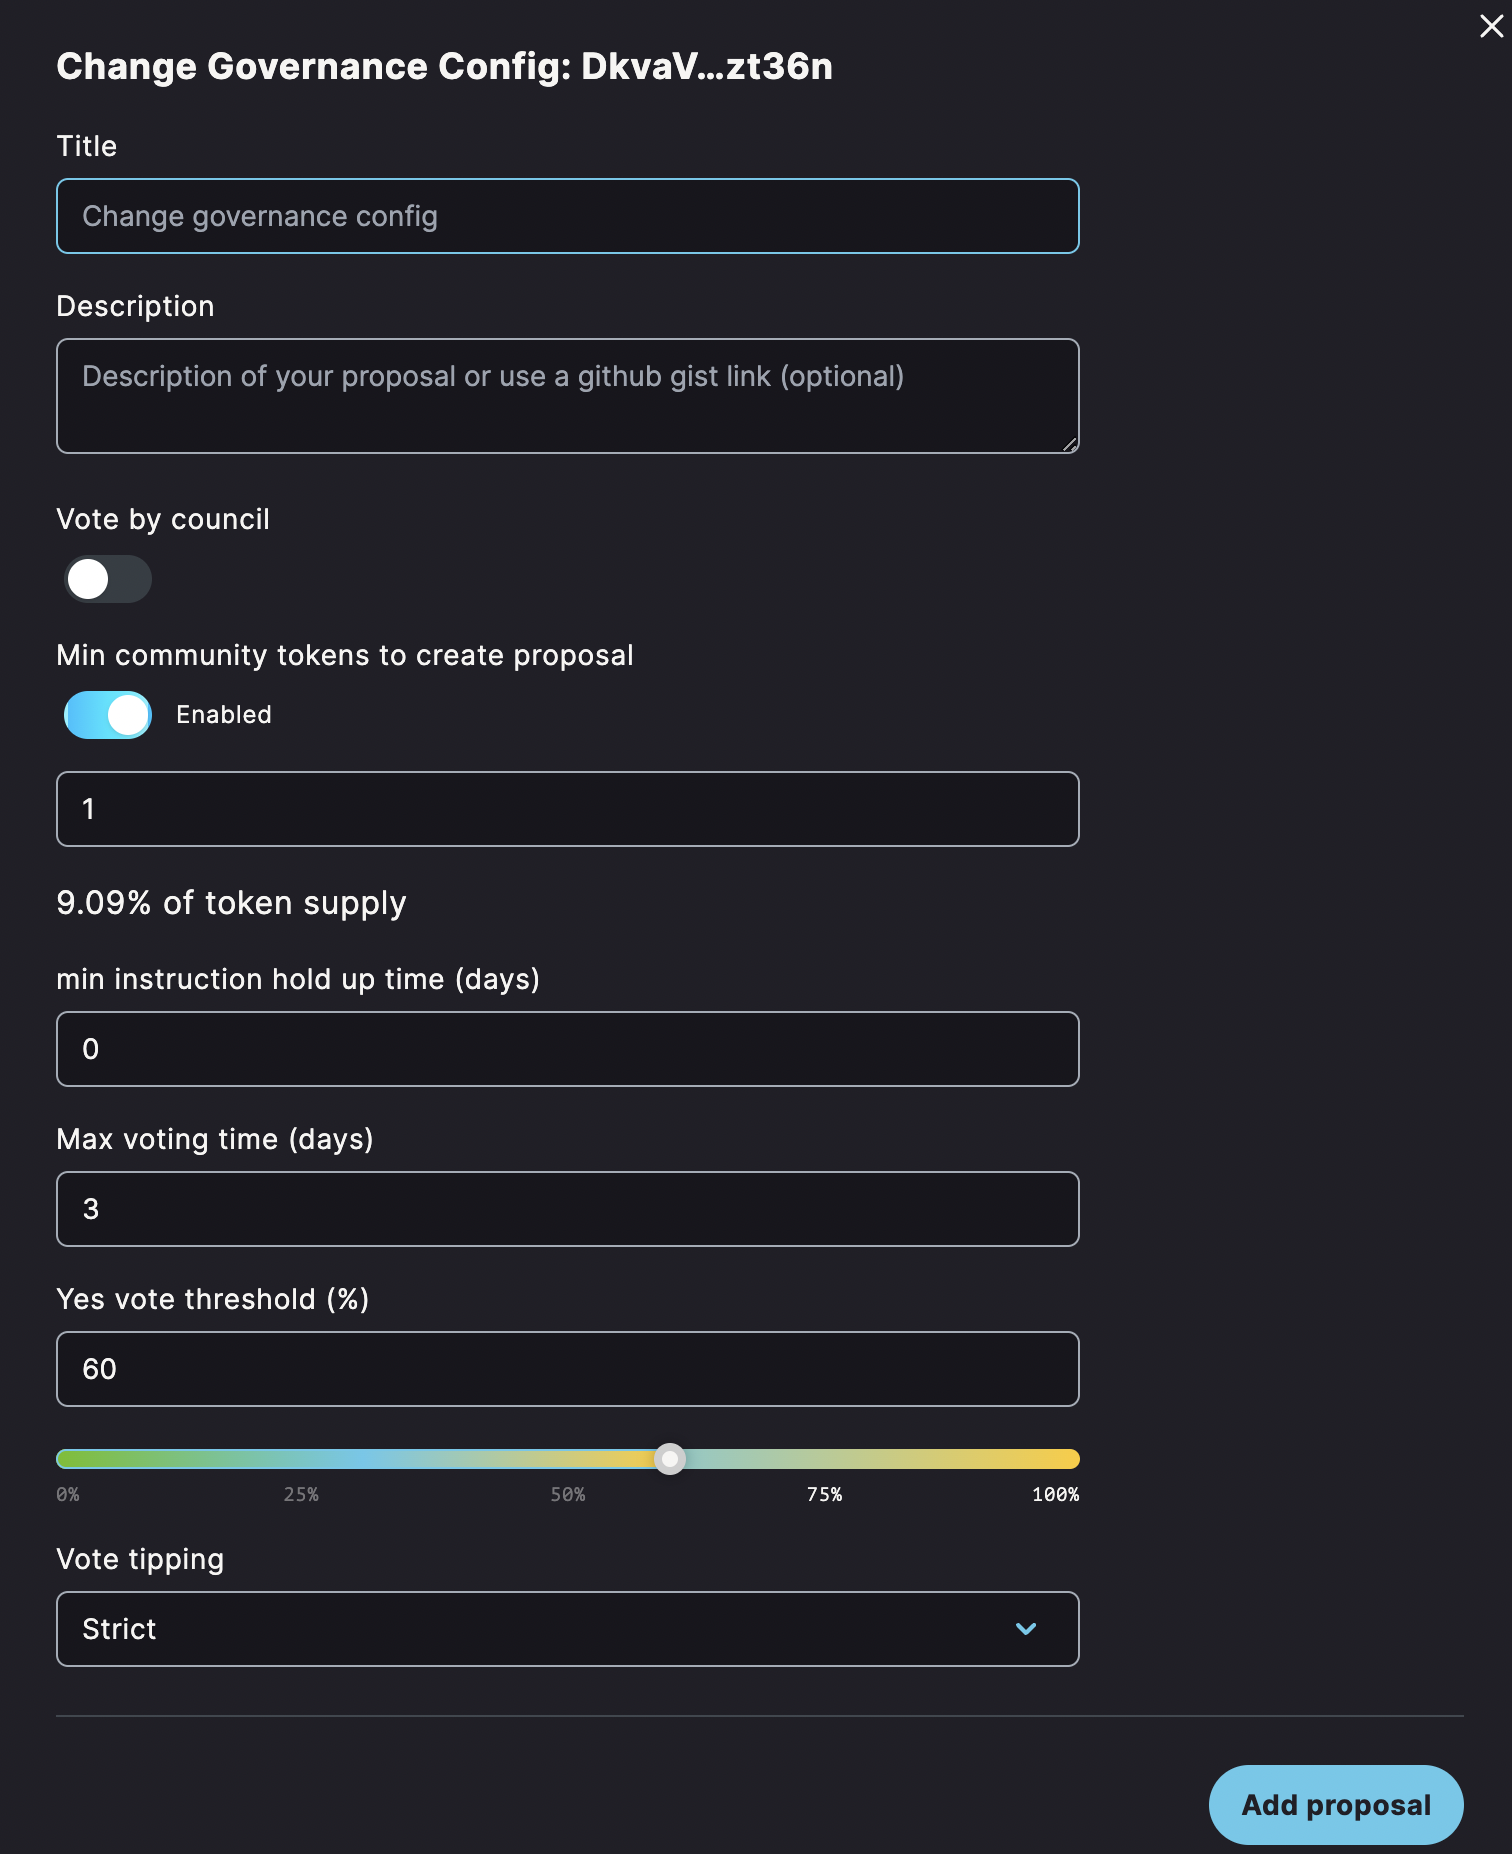 Change Governance Config: DkvaV...zt36n
Title
Change governance config
Description
Description of your proposal or use a github gist link (optional)
Vote by council
Min community tokens to create proposal
Enabled
1
9.09% of token supply
min instruction hold up time (days)
0
Max voting time (days)
3
Yes vote threshold (%)
60
0% 25% 50% 75% 100%
Vote tipping
Strict
Add proposal